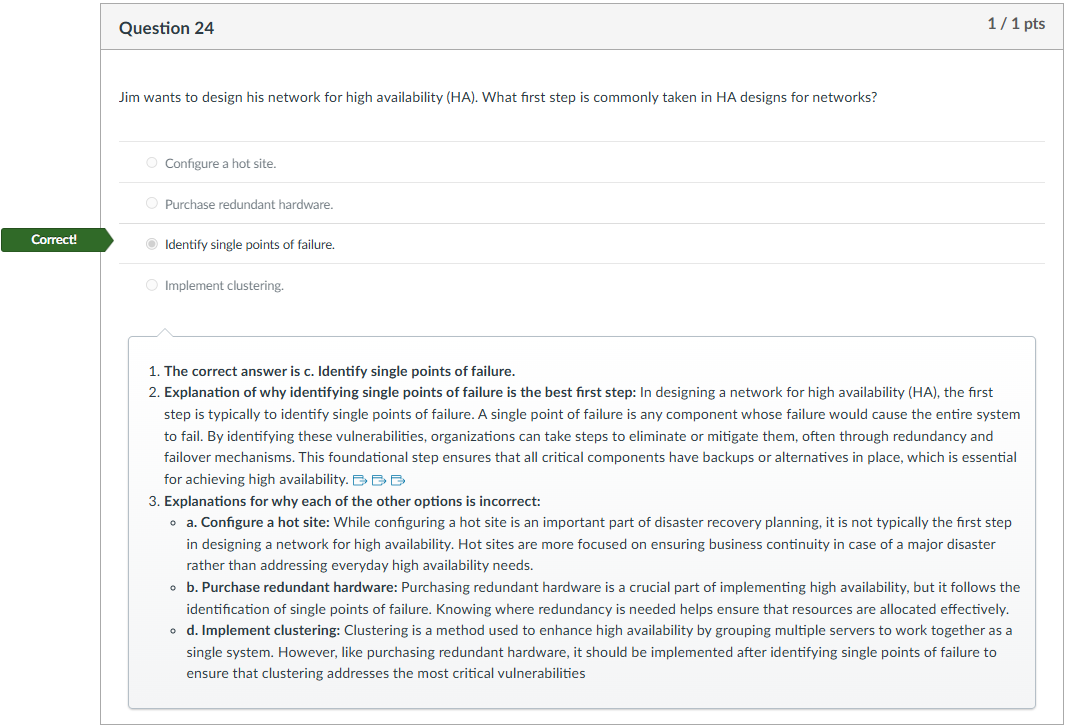 Question 24
1 / 1 pts
Jim wants to design his network for high availability (HA). What first step is commonly taken in HA designs for networks?
Configure a hot site.
Purchase redundant hardware.
Correct!
Identify single points of failure.
Implement clustering.
1. The correct answer is c. Identify single points of failure.
2. Explanation of why identifying single points of failure is the best first step: In designing a network for high availability (HA), the first
step is typically to identify single points of failure. A single point of failure is any component whose failure would cause the entire system
to fail. By identifying these vulnerabilities, organizations can take steps to eliminate or mitigate them, often through redundancy and
failover mechanisms. This foundational step ensures that all critical components have backups or alternatives in place, which is essential
for achieving high availability.
3. Explanations for why each of the other options is incorrect:
a. Configure a hot site: While configuring a hot site is an important part of disaster recovery planning, it is not typically the first step
in designing a network for high availability. Hot sites are more focused on ensuring business continuity in case of a major disaster
rather than addressing everyday high availability needs.
b. Purchase redundant hardware: Purchasing redundant hardware is a crucial part of implementing high availability, but it follows the
identification of single points of failure. Knowing where redundancy is needed helps ensure that resources are allocated effectively.
d. Implement clustering: Clustering is a method used to enhance high availability by grouping multiple servers to work together as a
single system. However, like purchasing redundant hardware, it should be implemented after identifying single points of failure to
ensure that clustering addresses the most critical vulnerabilities